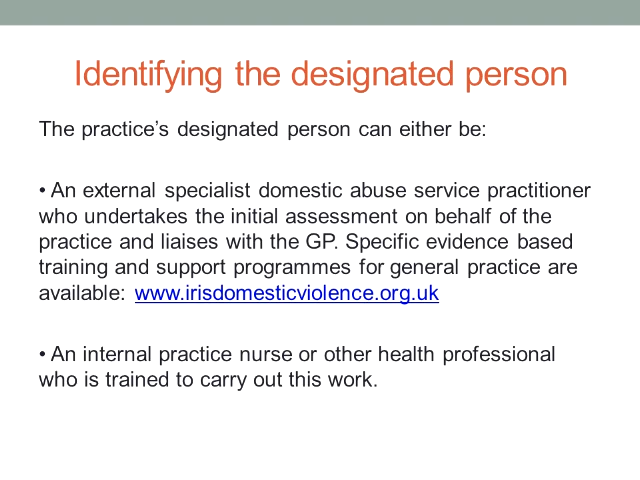 Identifying the designated person
The practice’s designated person can either be:
• An external specialist domestic abuse service practitioner
who undertakes the initial assessment on behalf of the
practice and liaises with the GP. Specific evidence based
training and support programmes for general practice are
available: www.irisdomesticviolence.org.uk
• An internal practice nurse or other health professional
who is trained to carry out this work.